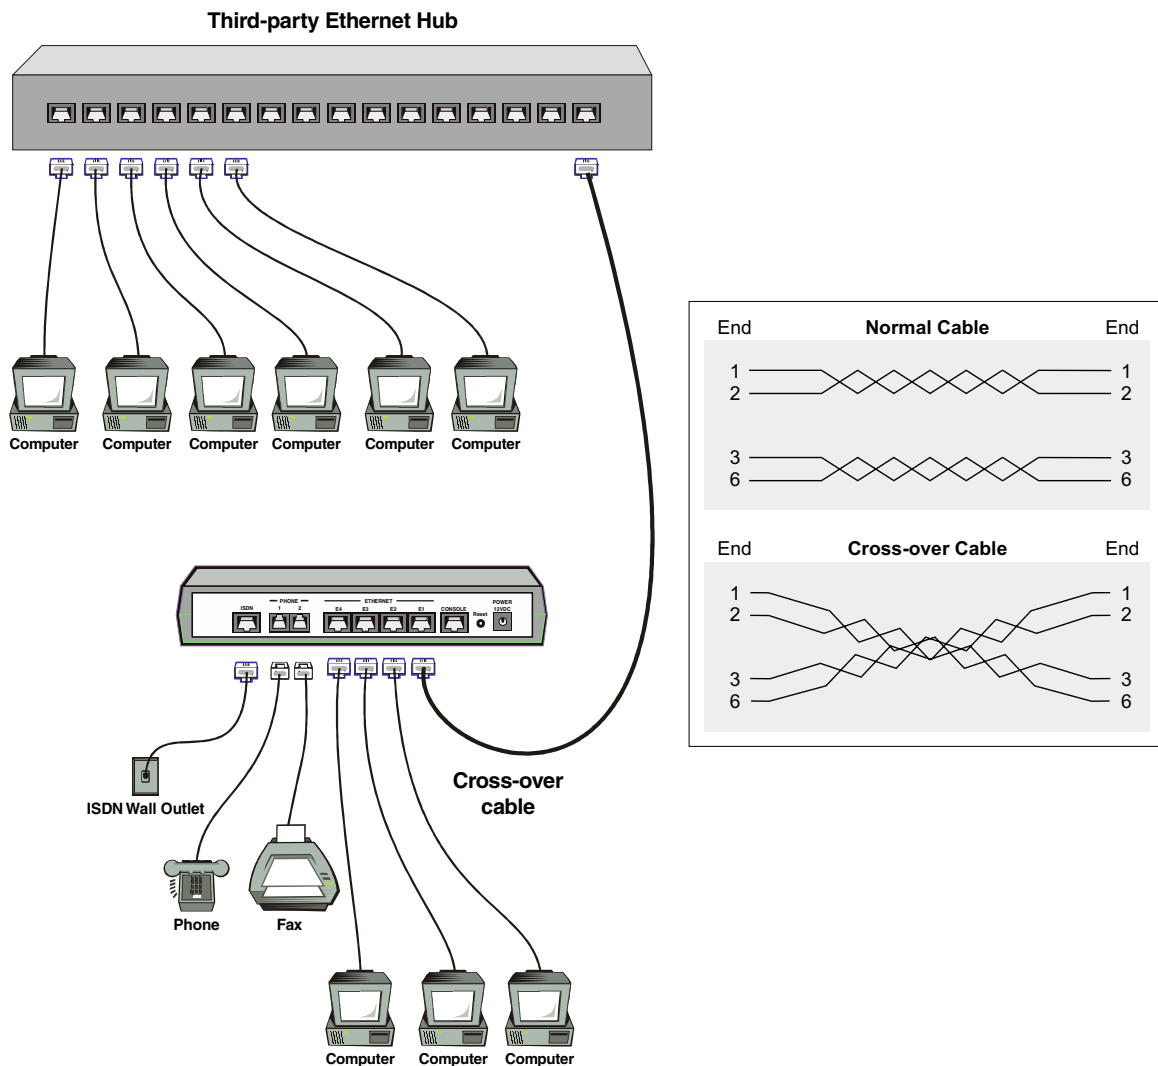 Third-party Ethernet Hub
Computer Computer Computer Computer Computer Computer
End Normal Cable End
1 1
2 2
3 3
6 6
End Cross-over Cable End
1 1
2 2
3 3
6 6
PHONE ETHERNET POWER
ISDN 1 2 E4 E3 E2 E1 CONSOLE Reset 12VDC
Cross-over
cable
ISDN Wall Outlet
Phone Fax
Computer Computer Computer